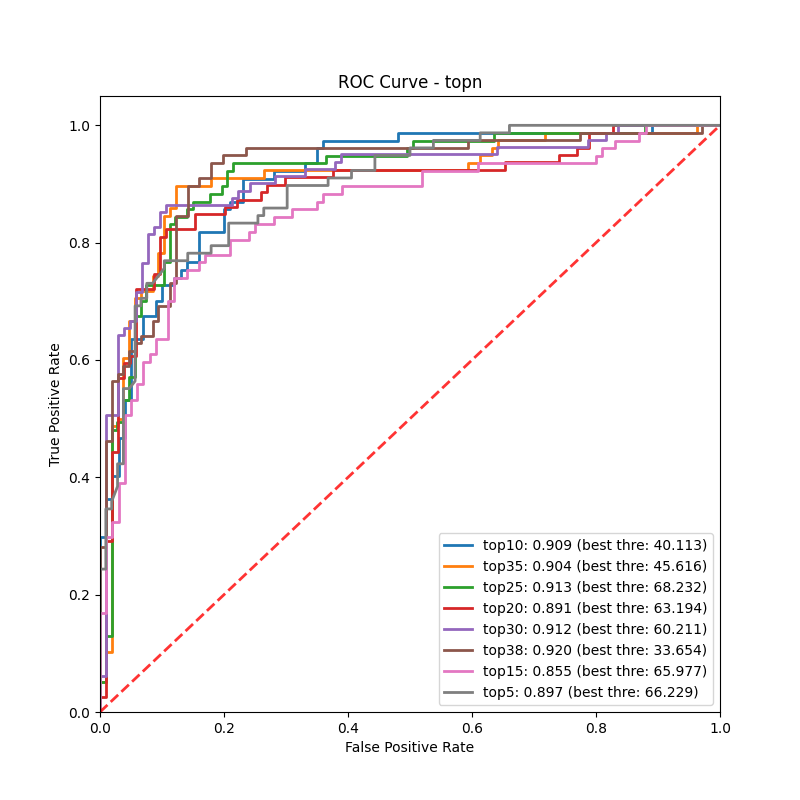 ROC Curve - topn
1.0
0.8
0.6
0.4
0.2
0.0
True Positive Rate
0.0 0.2 0.4 0.6 0.8 1.0
False Positive Rate
top10: 0.909 (best thre: 40.113)
top35: 0.904 (best thre: 45.616)
top25: 0.913 (best thre: 68.232)
top20: 0.891 (best thre: 63.194)
top30: 0.912 (best thre: 60.211)
top38: 0.920 (best thre: 33.654)
top15: 0.855 (best thre: 65.977)
top5: 0.897 (best thre: 66.229)